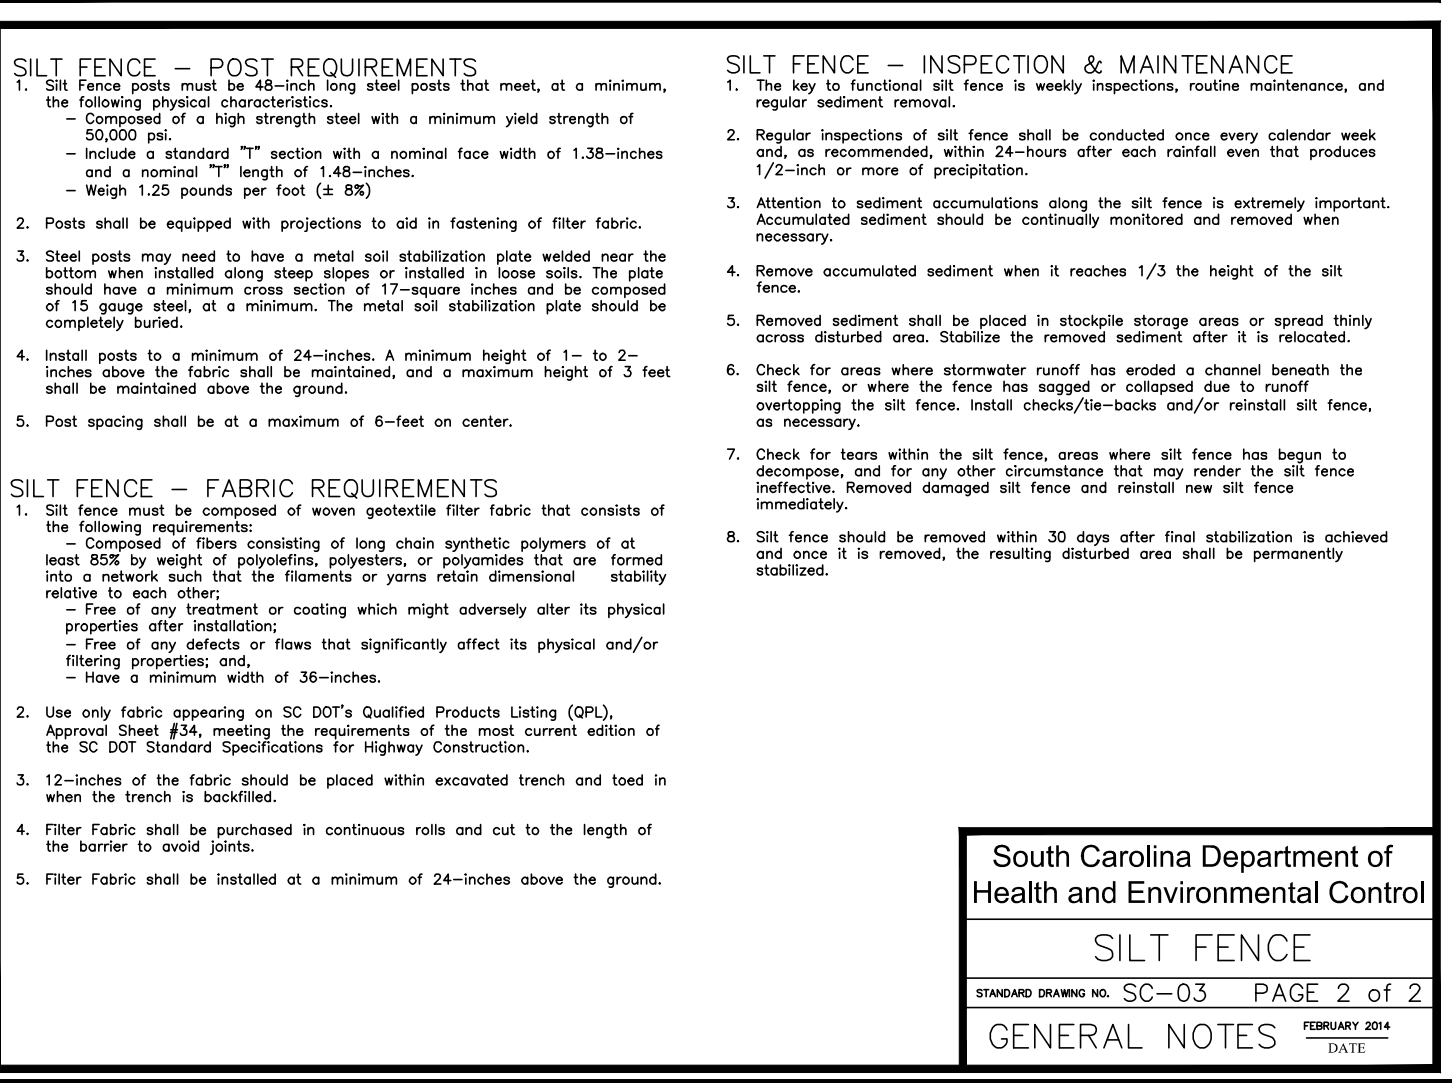 SILT FENCE – POST REQUIREMENTS
1. Silt Fence posts must be 48–inch long steel posts that meet, at a minimum,
the following physical characteristics.
– Composed of a high strength steel with a minimum yield strength of
50,000 psi.
– Include a standard "T" section with a nominal face width of 1.38–inches
and a nominal "T" length of 1.48–inches.
– Weigh 1.25 pounds per foot (± 8%)
2. Posts shall be equipped with projections to aid in fastening of filter fabric.
3. Steel posts may need to have a metal soil stabilization plate welded near the
bottom when installed along steep slopes or installed in loose soils. The plate
should have a minimum cross section of 17–square inches and be composed
of 15 gauge steel, at a minimum. The metal soil stabilization plate should be
completely buried.
4. Install posts to a minimum of 24–inches. A minimum height of 1– to 2–
inches above the fabric shall be maintained, and a maximum height of 3 feet
shall be maintained above the ground.
5. Post spacing shall be at a maximum of 6–feet on center.
SILT FENCE – FABRIC REQUIREMENTS
1. Silt fence must be composed of woven geotextile filter fabric that consists of
the following requirements:
– Composed of fibers consisting of long chain synthetic polymers of at
least 85% by weight of polyolefins, polyesters, or polyamides that are formed
into a network such that the filaments or yarns retain dimensional stability
relative to each other;
– Free of any treatment or coating which might adversely alter its physical
properties after installation;
– Free of any defects or flaws that significantly affect its physical and/or
filtering properties; and,
– Have a minimum width of 36–inches.
2. Use only fabric appearing on SC DOT's Qualified Products Listing (QPL),
Approval Sheet #34, meeting the requirements of the most current edition of
the SC DOT Standard Specifications for Highway Construction.
3. 12–inches of the fabric should be placed within excavated trench and toed in
when the trench is backfilled.
4. Filter Fabric shall be purchased in continuous rolls and cut to the length of
the barrier to avoid joints.
5. Filter Fabric shall be installed at a minimum of 24–inches above the ground.
SILT FENCE – INSPECTION & MAINTENANCE
1. The key to functional silt fence is weekly inspections, routine maintenance, and
regular sediment removal.
2. Regular inspections of silt fence shall be conducted once every calendar week
and, as recommended, within 24–hours after each rainfall even that produces
1/2–inch or more of precipitation.
3. Attention to sediment accumulations along the silt fence is extremely important.
Accumulated sediment should be continually monitored and removed when
necessary.
4. Remove accumulated sediment when it reaches 1/3 the height of the silt
fence.
5. Removed sediment shall be placed in stockpile storage areas or spread thinly
across disturbed area. Stabilize the removed sediment after it is relocated.
6. Check for areas where stormwater runoff has eroded a channel beneath the
silt fence, or where the fence has sagged or collapsed due to runoff
overtopping the silt fence. Install checks/tie–backs and/or reinstall silt fence,
as necessary.
7. Check for tears within the silt fence, areas where silt fence has begun to
decompose, and for any other circumstance that may render the silt fence
ineffective. Removed damaged silt fence and reinstall new silt fence
immediately.
8. Silt fence should be removed within 30 days after final stabilization is achieved
and once it is removed, the resulting disturbed area shall be permanently
stabilized.
South Carolina Department of
Health and Environmental Control
SILT FENCE
STANDARD DRAWING NO. SC–03 PAGE 2 of 2
GENERAL NOTES FEBRUARY 2014
DATE